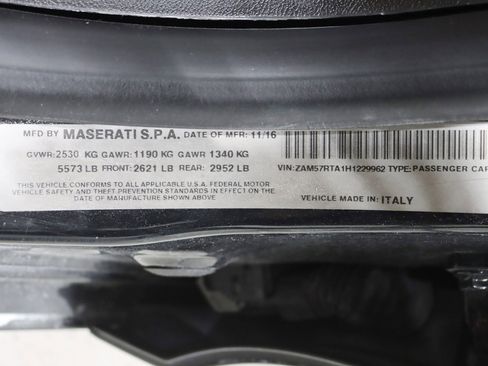 MFD BY MASERATI S.P.A. DATE OF MFR: 11/16
GVWR: 2530 KG GAWR: 1190 KG GAWR 1340 KG
5573 LB FRONT: 2621 LB REAR: 2952 LB
THIS VEHICLE CONFORMS TO ALL APPLICABLE U.S.A. FEDERAL MOTOR
VEHICLE SAFETY AND THEFT PREVENTION STANDARDS IN EFFECT ON THE
DATE OF MANUFACTURE SHOWN ABOVE
VIN: ZAM57RTA1H1229962 TYPE: PASSENGER CAR
VEHICLE MADE IN: ITALY